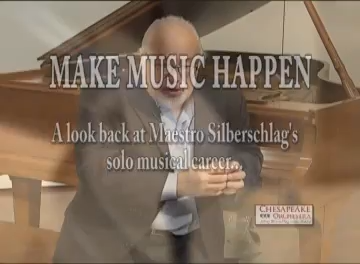 MAKE MUSIC HAPPEN
A look back at Maestro Silberschlag's
solo musical career...
CHESAPEAKE
ORCHESTRA